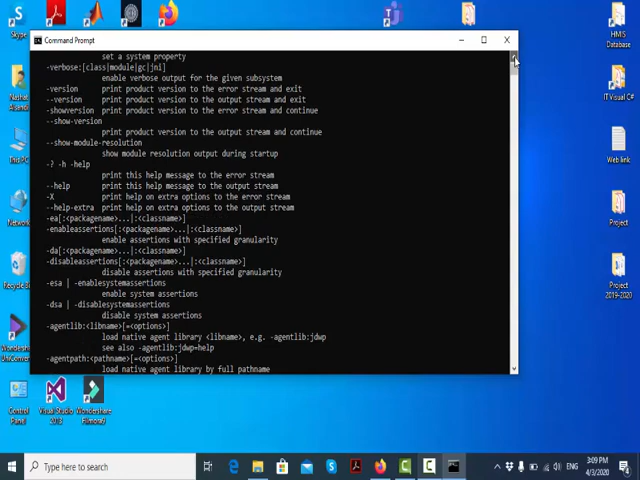 Skype
HMIS
Database
Command Prompt
set a system property
-verbose:[class|module|gc|jni]
enable verbose output for the given subsystem
-version      print product version to the error stream and exit
--version     print product version to the output stream and exit
-showversion  print product version to the error stream and continue
--show-version
print product version to the output stream and continue
--show-module-resolution
show module resolution output during startup
-? -h -help
print this help message to the error stream
--help        print this help message to the output stream
-X            print help on extra options to the error stream
--help-extra  print help on extra options to the output stream
-ea[:<packagename>...|:<classname>]
-enableassertions[:<packagename>...|:<classname>]
enable assertions with specified granularity
-da[:<packagename>...|:<classname>]
-disableassertions[:<packagename>...|:<classname>]
disable assertions with specified granularity
-esa | -enablesystemassertions
enable system assertions
-dsa | -disablesystemassertions
disable system assertions
-agentlib:<libname>[=<options>]
load native agent library <libname>, e.g. -agentlib:jdwp
see also -agentlib:jdwp=help
-agentpath:<pathname>[=<options>]
load native agent library by full pathname
This PC
Network
Recycle
IT Visual C#
Web link
Project
Project
2019-2020
Control
Panel
Visual Studio
2013
Wondershare
Filmora9
Type here to search
ENG
3:09 PM
4/3/2020